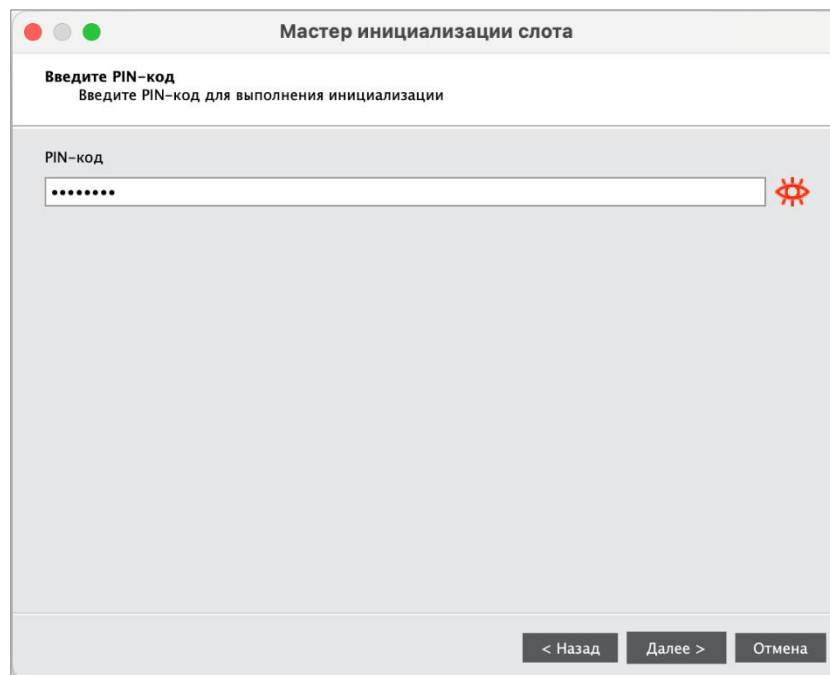 Мастер инициализации слота
Введите PIN-код
Введите PIN-код для выполнения инициализации
PIN-код
••••••••
< Назад
Далее >
Отмена